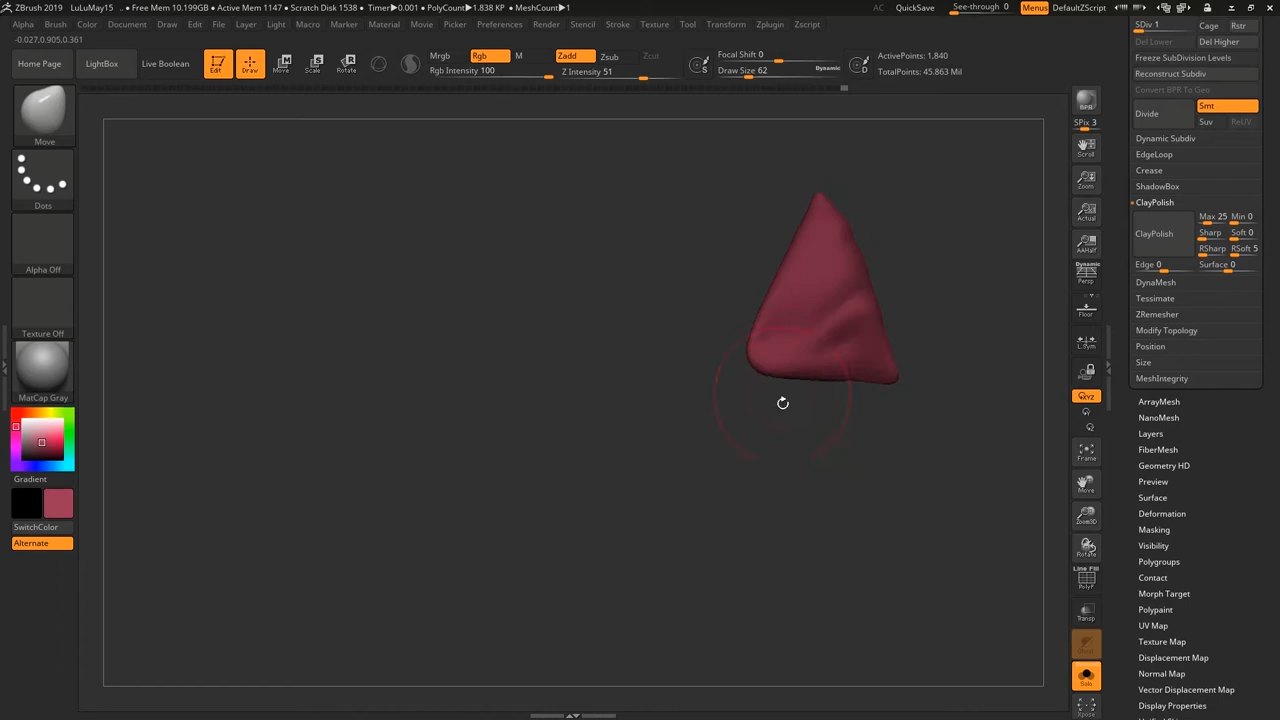 ZBrush 2019 LuLuMay15 • Free Mem 10.199GB • Active Mem 1147 • Scratch Disk 1538 • Timer▶0.001 • PolyCount▶1.838 KP • MeshCount▶1
AC QuickSave See-through 0 Menus DefaultZScript
Alpha Brush Color Document Draw Edit File Layer Light Macro Marker Material Movie Picker Preferences Render Stencil Stroke Texture Tool Transform Zplugin Zscript
-0.027,0.905,0.361
Home Page LightBox Live Boolean
Edit Draw Move Scale Rotate
Mrgb Rgb M Zadd Zsub Zcut
Rgb Intensity 100 Z Intensity 51
S Focal Shift 0
Draw Size 62 Dynamic D
ActivePoints: 1,840
TotalPoints: 45.863 Mil
Move
Dots
Alpha Off
Texture Off
MatCap Gray
Gradient
SwitchColor
Alternate
BPR
SPix 3
Scroll
Zoom
Actual
AAHalf
Dynamic
Persp
Floor
L.Sym
XYZ
Frame
Move
Zoom3D
Rotate
Line Fill
PolyF
Transp
Solo
Xpose
SDiv 1 Cage Rstr
Del Lower Del Higher
Freeze SubDivision Levels
Reconstruct Subdiv
Convert BPR To Geo
Divide Smt
Suv ReUV
Dynamic Subdiv
EdgeLoop
Crease
ShadowBox
ClayPolish
ClayPolish Max 25 Min 0
Sharp Soft 0
RSharp RSoft 5
Edge 0 Surface 0
DynaMesh
Tessimate
ZRemesher
Modify Topology
Position
Size
MeshIntegrity
ArrayMesh
NanoMesh
Layers
FiberMesh
Geometry HD
Preview
Surface
Deformation
Masking
Visibility
Polygroups
Contact
Morph Target
Polypaint
UV Map
Texture Map
Displacement Map
Normal Map
Vector Displacement Map
Display Properties